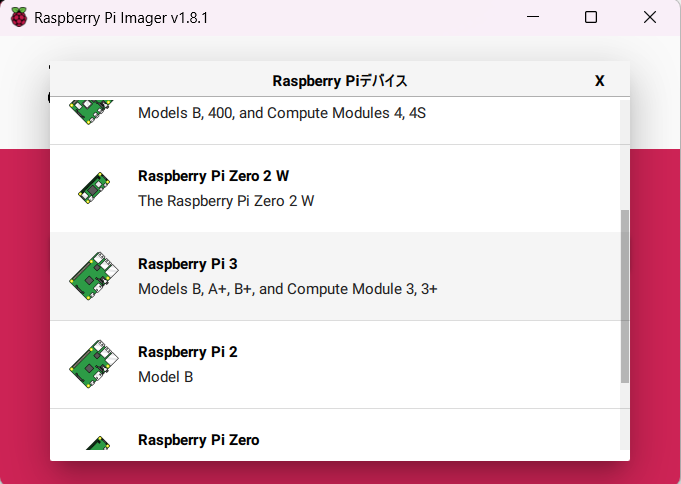 Raspberry Pi Imager v1.8.1
Raspberry Piデバイス
X
Models B, 400, and Compute Modules 4, 4S
Raspberry Pi Zero 2 W
The Raspberry Pi Zero 2 W
Raspberry Pi 3
Models B, A+, B+, and Compute Module 3, 3+
Raspberry Pi 2
Model B
Raspberry Pi Zero